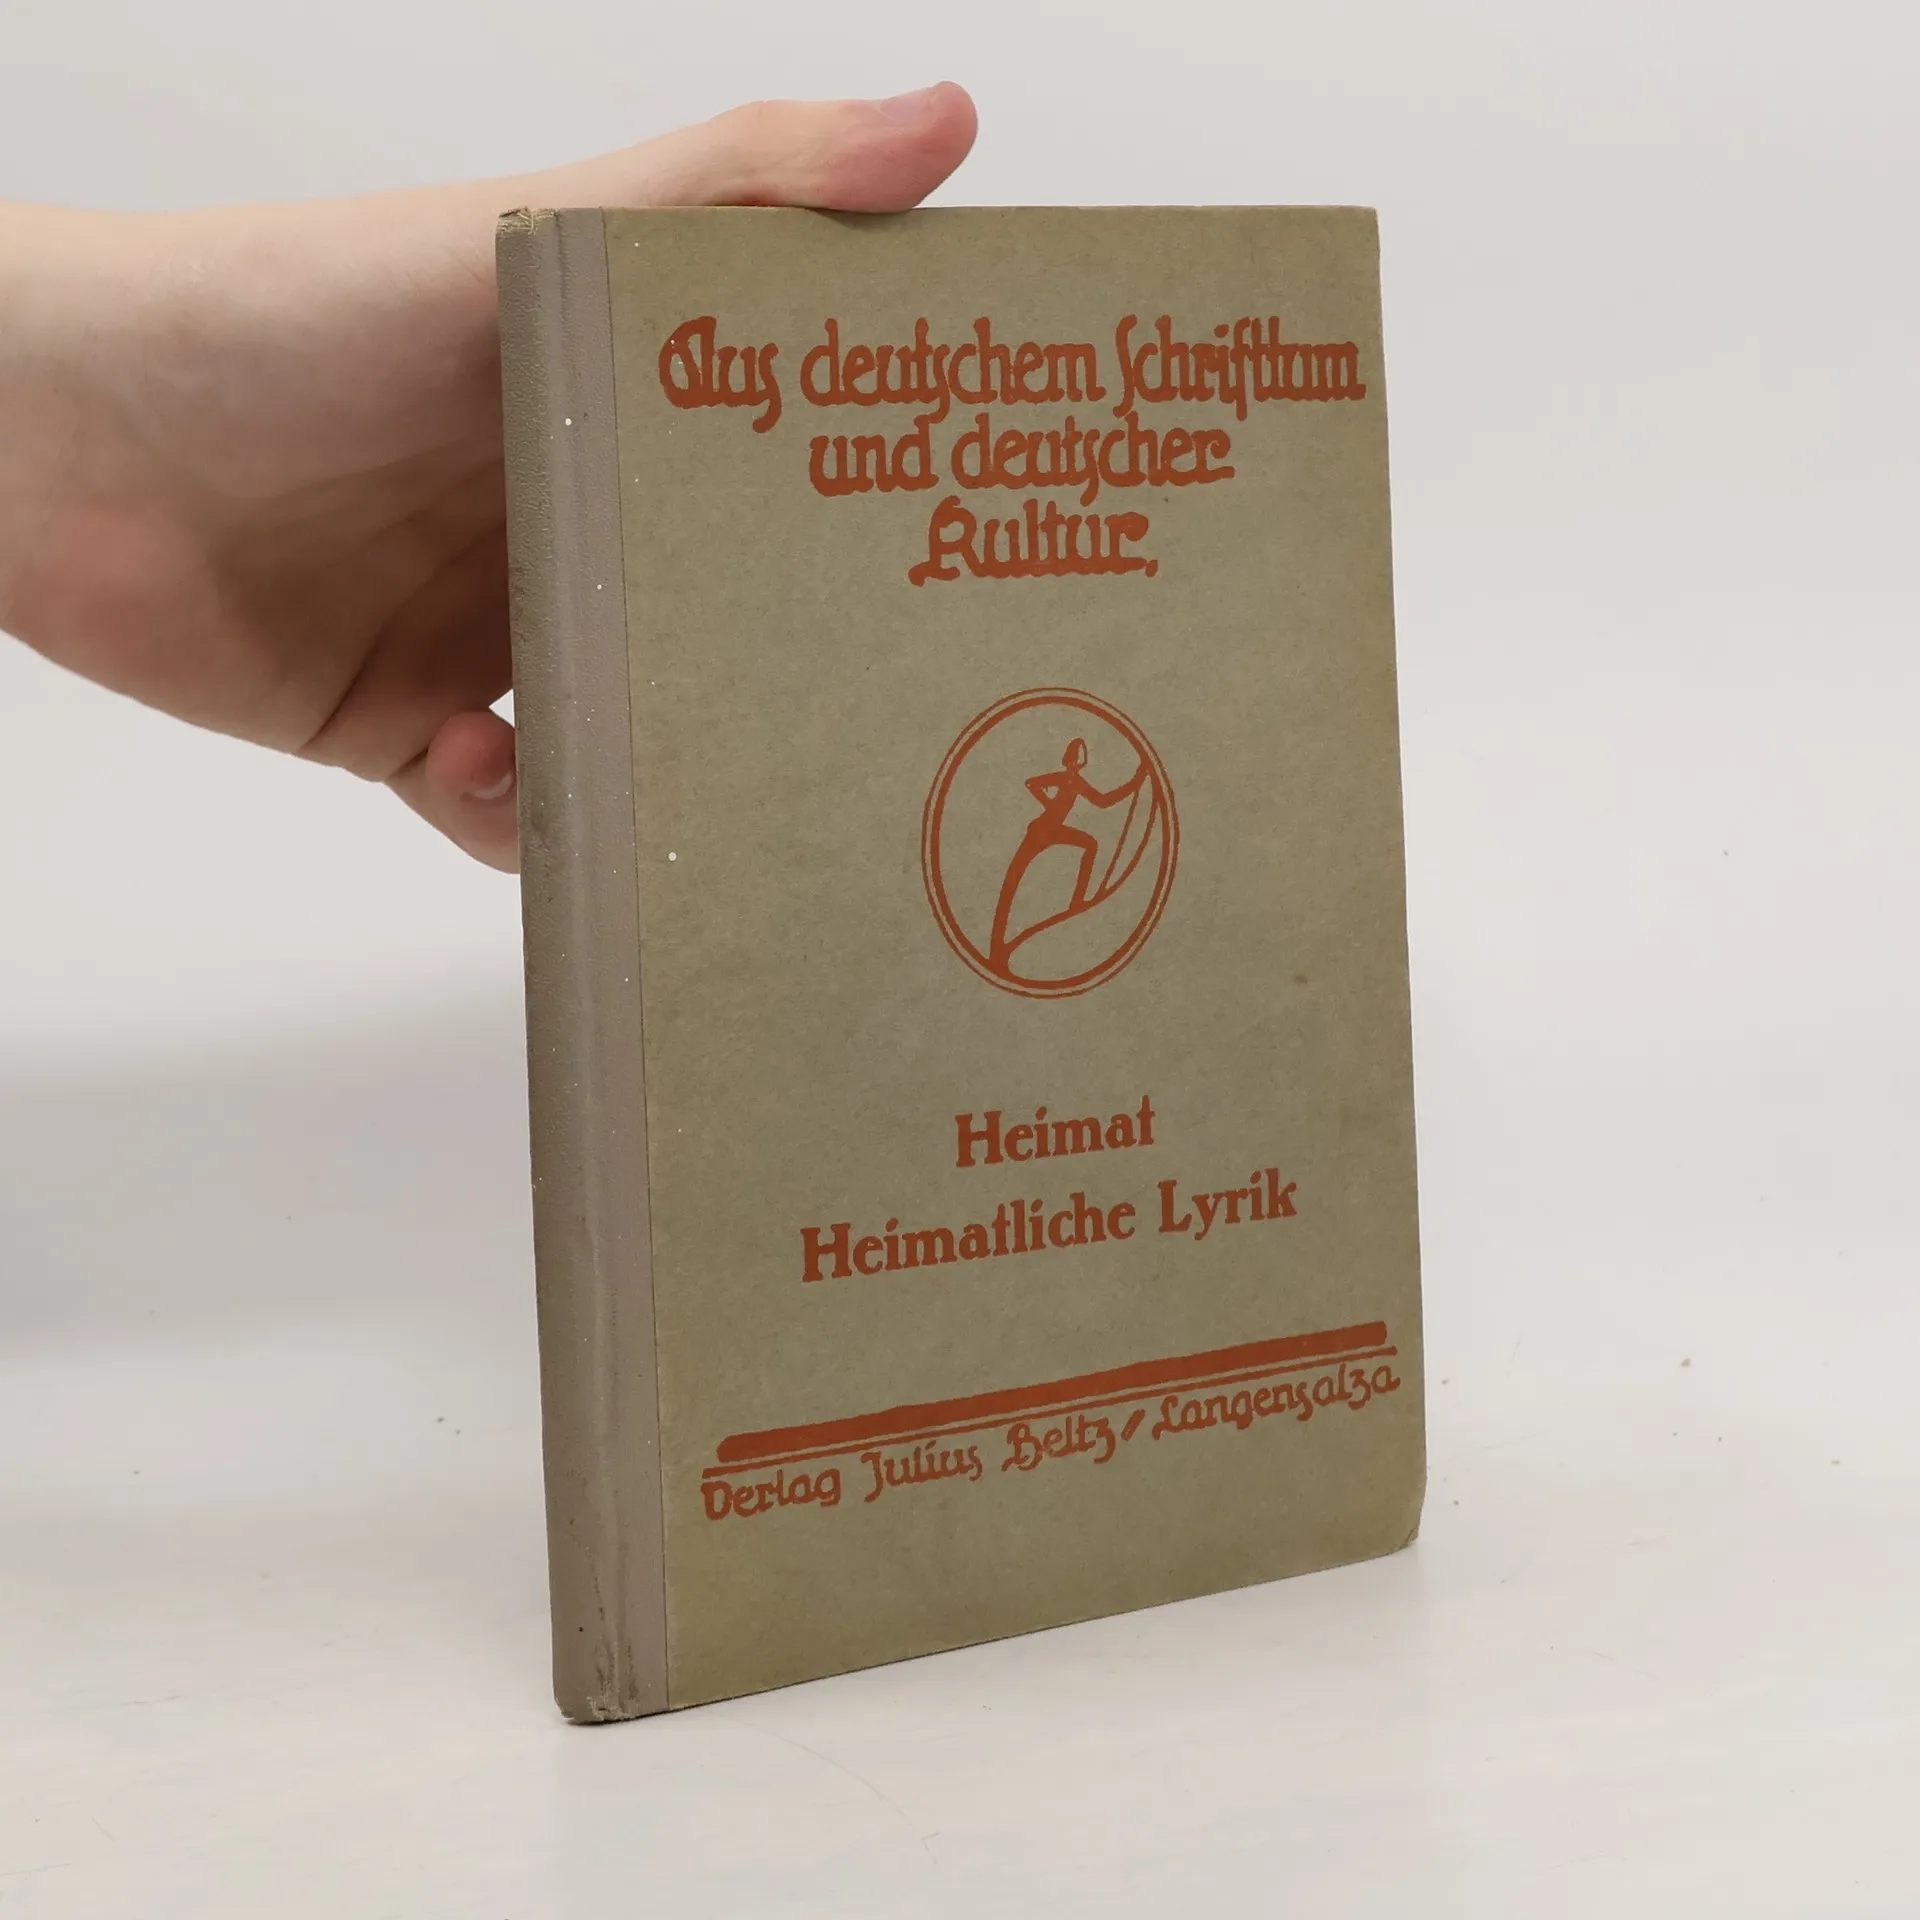 Aus deutschem Schrifttum
und deutscher
Kultur.
Heimat
Heimatliche Lyrik
Verlag Julius Beltz // Langensalza